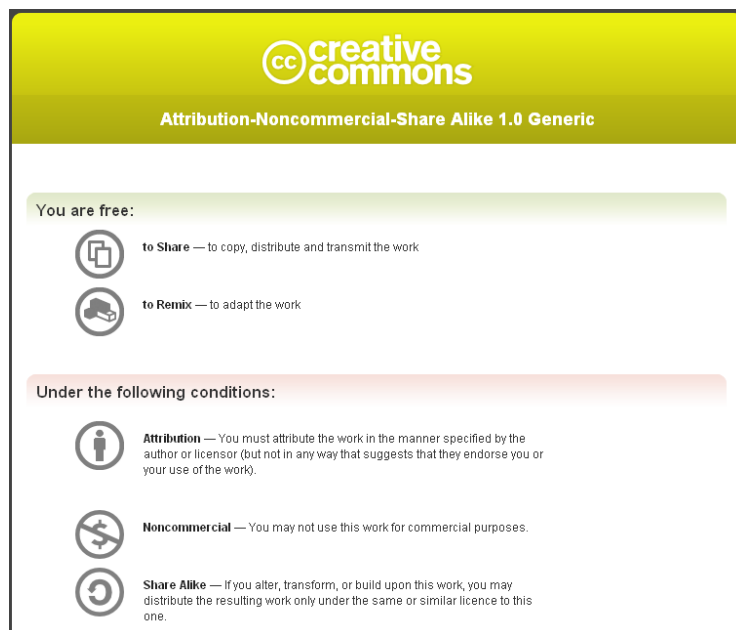 cc creative
commons
Attribution-Noncommercial-Share Alike 1.0 Generic
You are free:
to Share — to copy, distribute and transmit the work
to Remix — to adapt the work
Under the following conditions:
Attribution — You must attribute the work in the manner specified by the
author or licensor (but not in any way that suggests that they endorse you or
your use of the work).
Noncommercial — You may not use this work for commercial purposes.
Share Alike — If you alter, transform, or build upon this work, you may
distribute the resulting work only under the same or similar licence to this
one.